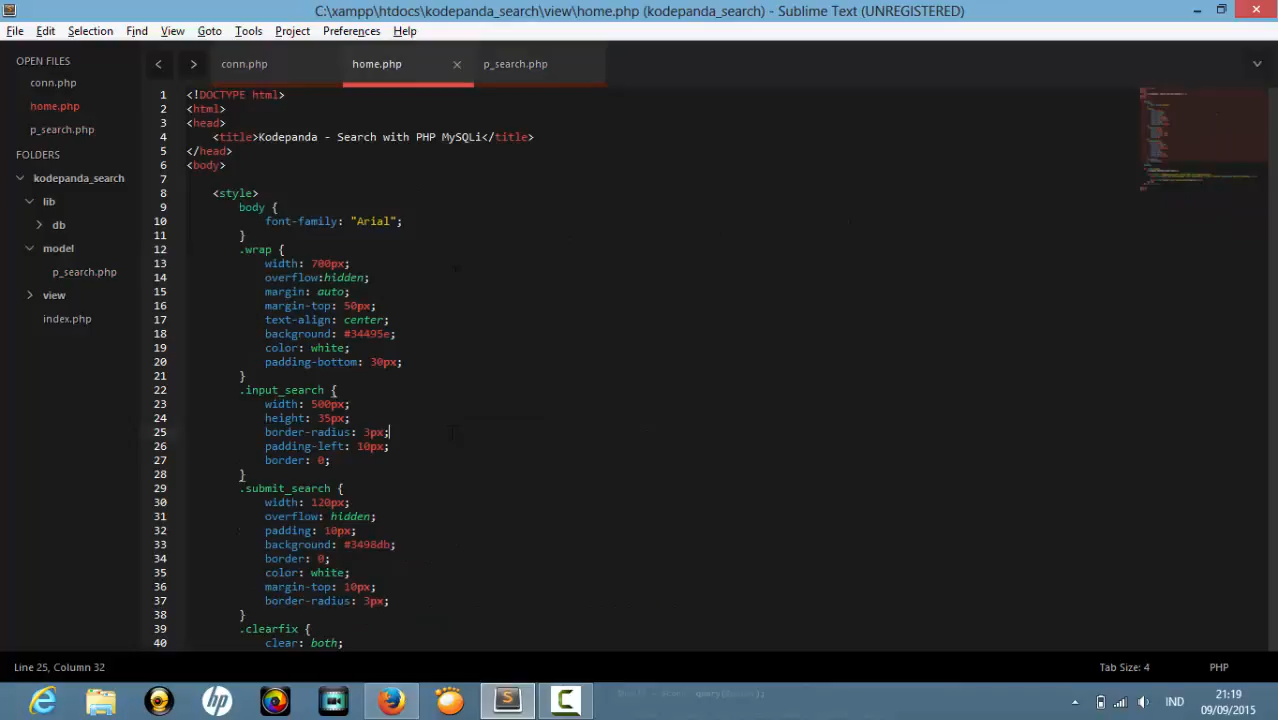 C:\xampp\htdocs\kodepanda_search\view\home.php (kodepanda_search) - Sublime Text (UNREGISTERED)
File Edit Selection Find View Goto Tools Project Preferences Help
OPEN FILES
conn.php
home.php
p_search.php
FOLDERS
kodepanda_search
lib
db
model
p_search.php
view
index.php
conn.php home.php p_search.php
1 <!DOCTYPE html>
2 <html>
3 <head>
4 <title>Kodepanda - Search with PHP MySQLi</title>
5 </head>
6 <body>
7
8 <style>
9 body {
10 font-family: "Arial";
11 }
12 .wrap {
13 width: 700px;
14 overflow:hidden;
15 margin: auto;
16 margin-top: 50px;
17 text-align: center;
18 background: #34495e;
19 color: white;
20 padding-bottom: 30px;
21 }
22 .input_search {
23 width: 500px;
24 height: 35px;
25 border-radius: 3px;
26 padding-left: 10px;
27 border: 0;
28 }
29 .submit_search {
30 width: 120px;
31 overflow: hidden;
32 padding: 10px;
33 background: #3498db;
34 border: 0;
35 color: white;
36 margin-top: 10px;
37 border-radius: 3px;
38 }
39 .clearfix {
40 clear: both;
Line 25, Column 32
Tab Size: 4 PHP
IND
21:19
09/09/2015